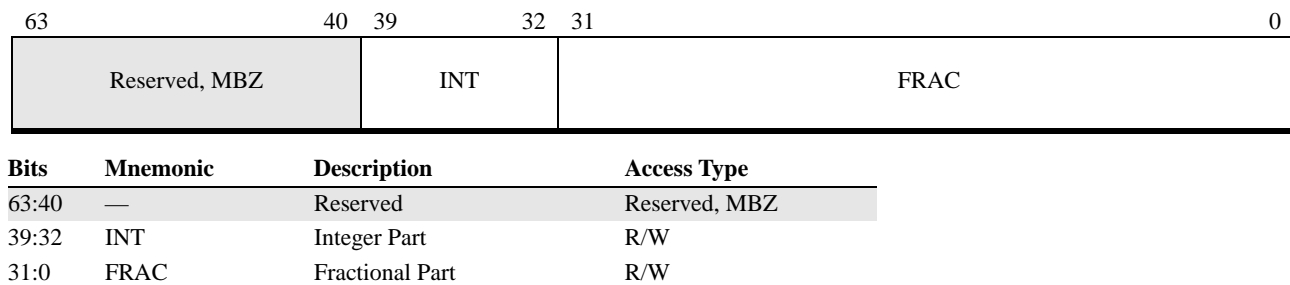 63 40 39 32 31 0
Reserved, MBZ INT FRAC
Bits Mnemonic Description Access Type
63:40 — Reserved Reserved, MBZ
39:32 INT Integer Part R/W
31:0 FRAC Fractional Part R/W